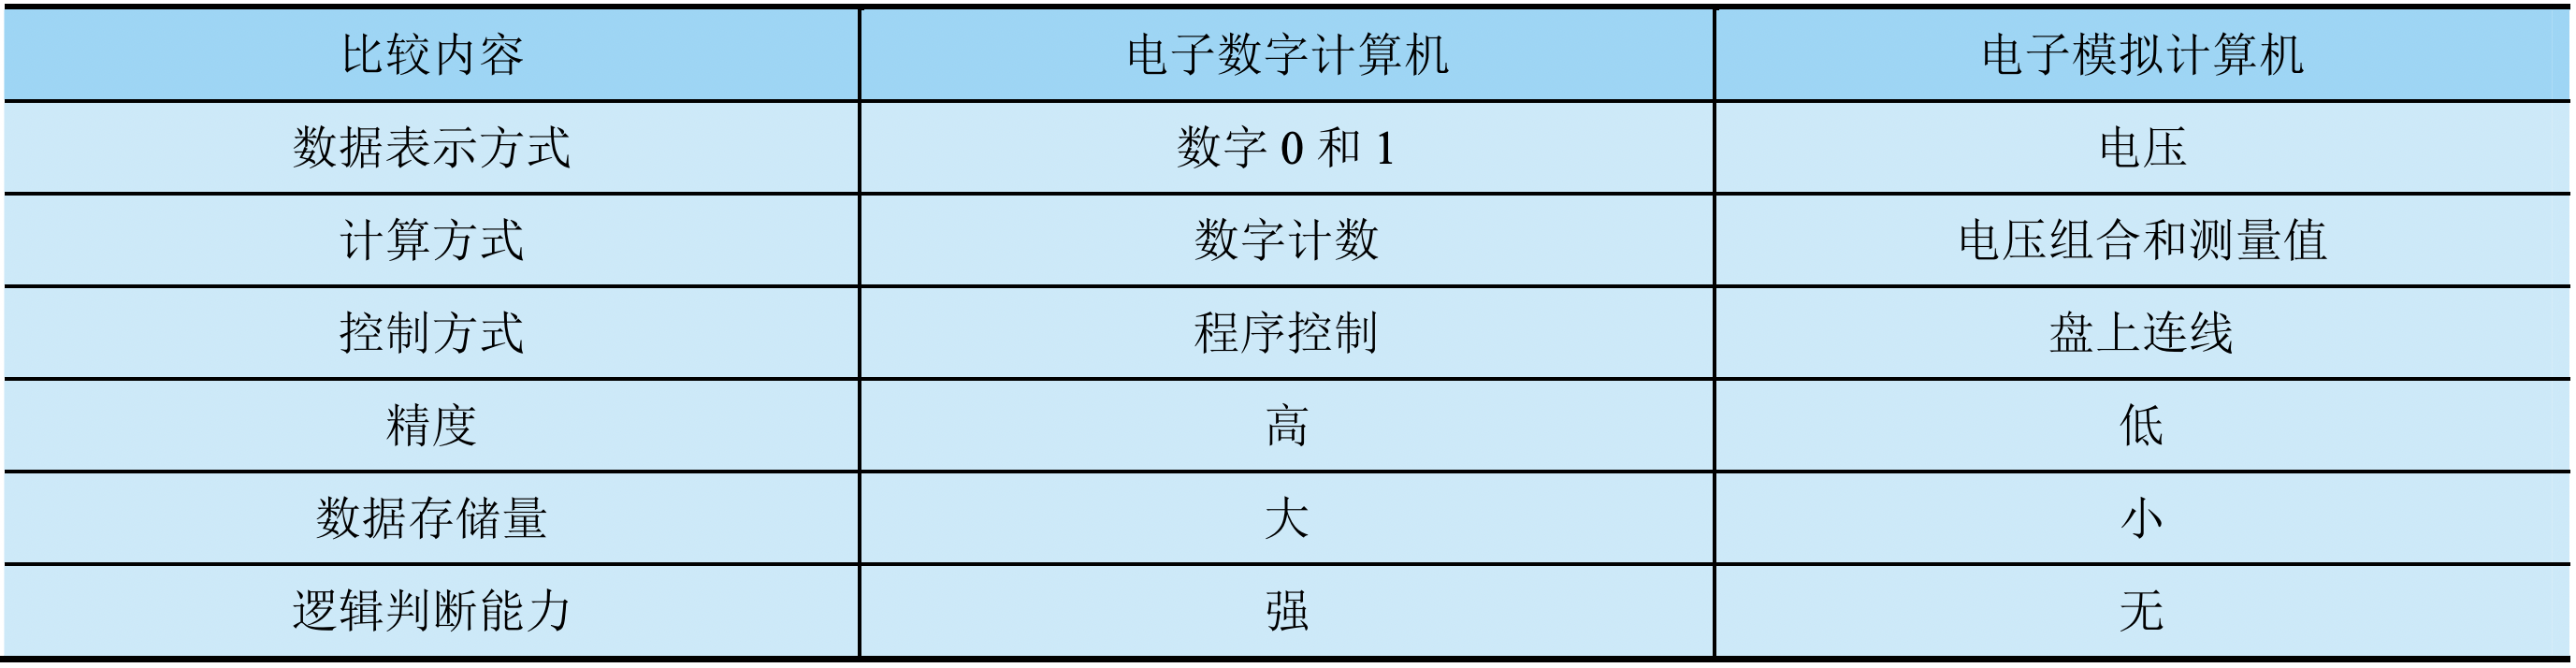 比较内容 电子数字计算机 电子模拟计算机
数据表示方式 数字 0 和 1 电压
计算方式 数字计数 电压组合和测量值
控制方式 程序控制 盘上连线
精度 高 低
数据存储量 大 小
逻辑判断能力 强 无